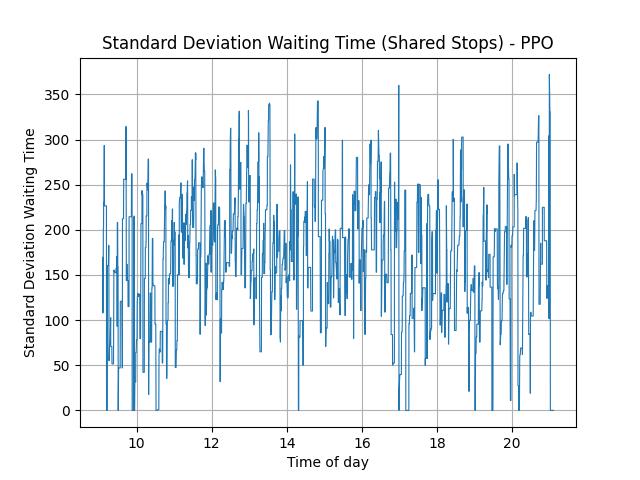 Standard Deviation Waiting Time (Shared Stops) - PPO
Standard Deviation Waiting Time
350
300
250
200
150
100
50
0
10 12 14 16 18 20
Time of day